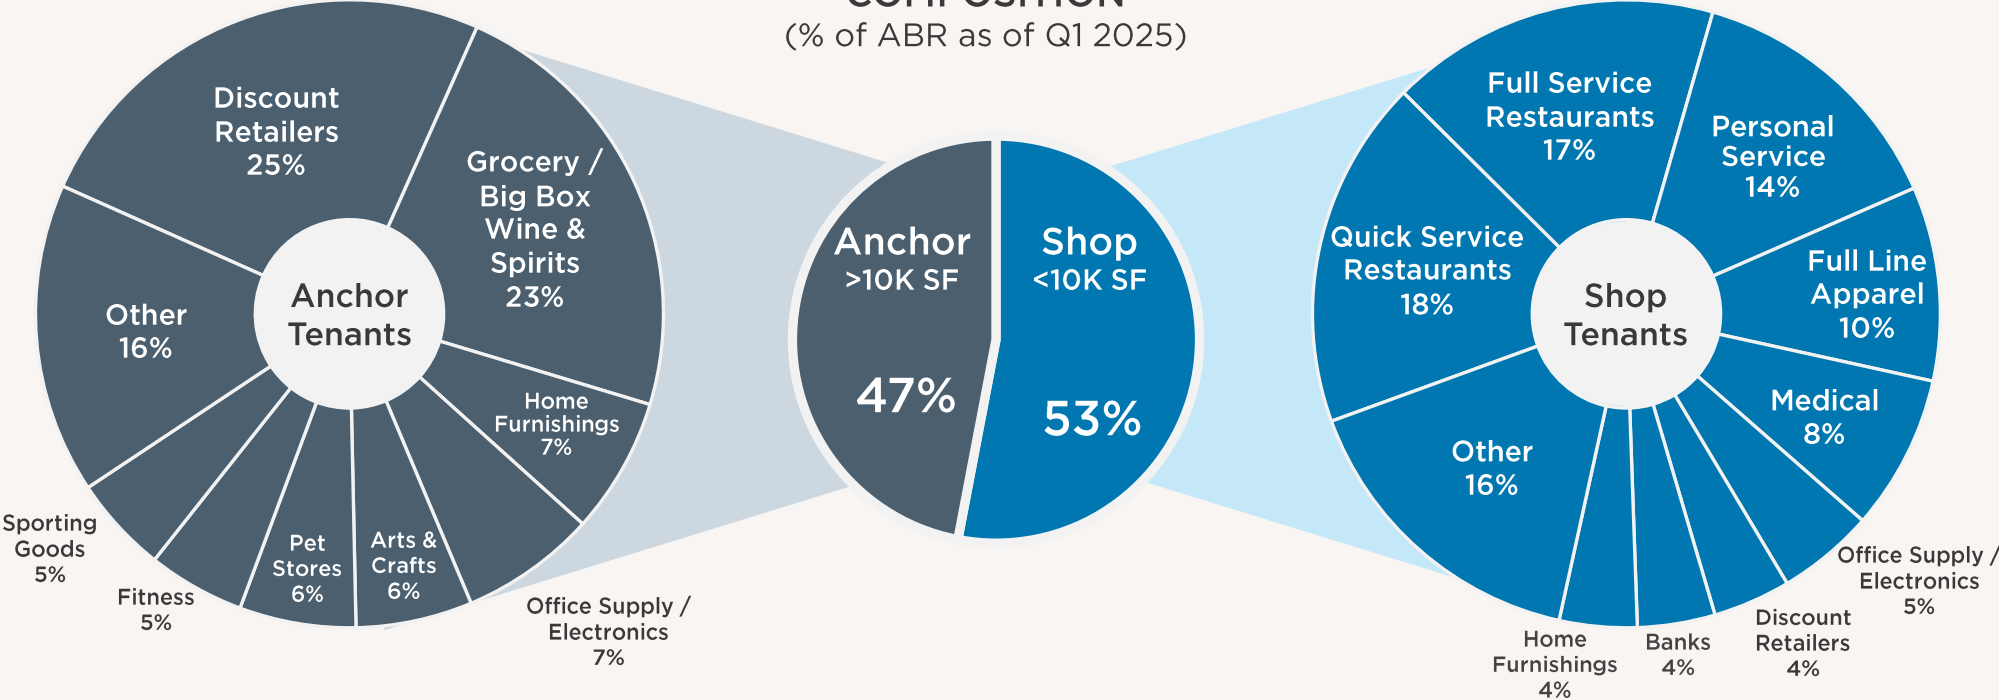 COMPOSITION
(% of ABR as of Q1 2025)
Discount
Retailers
25%
Grocery /
Big Box
Wine &
Spirits
23%
Home
Furnishings
7%
Office Supply /
Electronics
7%
Arts &
Crafts
6%
Pet
Stores
6%
Fitness
5%
Sporting
Goods
5%
Other
16%
Anchor
Tenants
Anchor
>10K SF
47%
Shop
<10K SF
53%
Full Service
Restaurants
17%
Personal
Service
14%
Full Line
Apparel
10%
Medical
8%
Office Supply /
Electronics
5%
Discount
Retailers
4%
Banks
4%
Home
Furnishings
4%
Other
16%
Quick Service
Restaurants
18%
Shop
Tenants